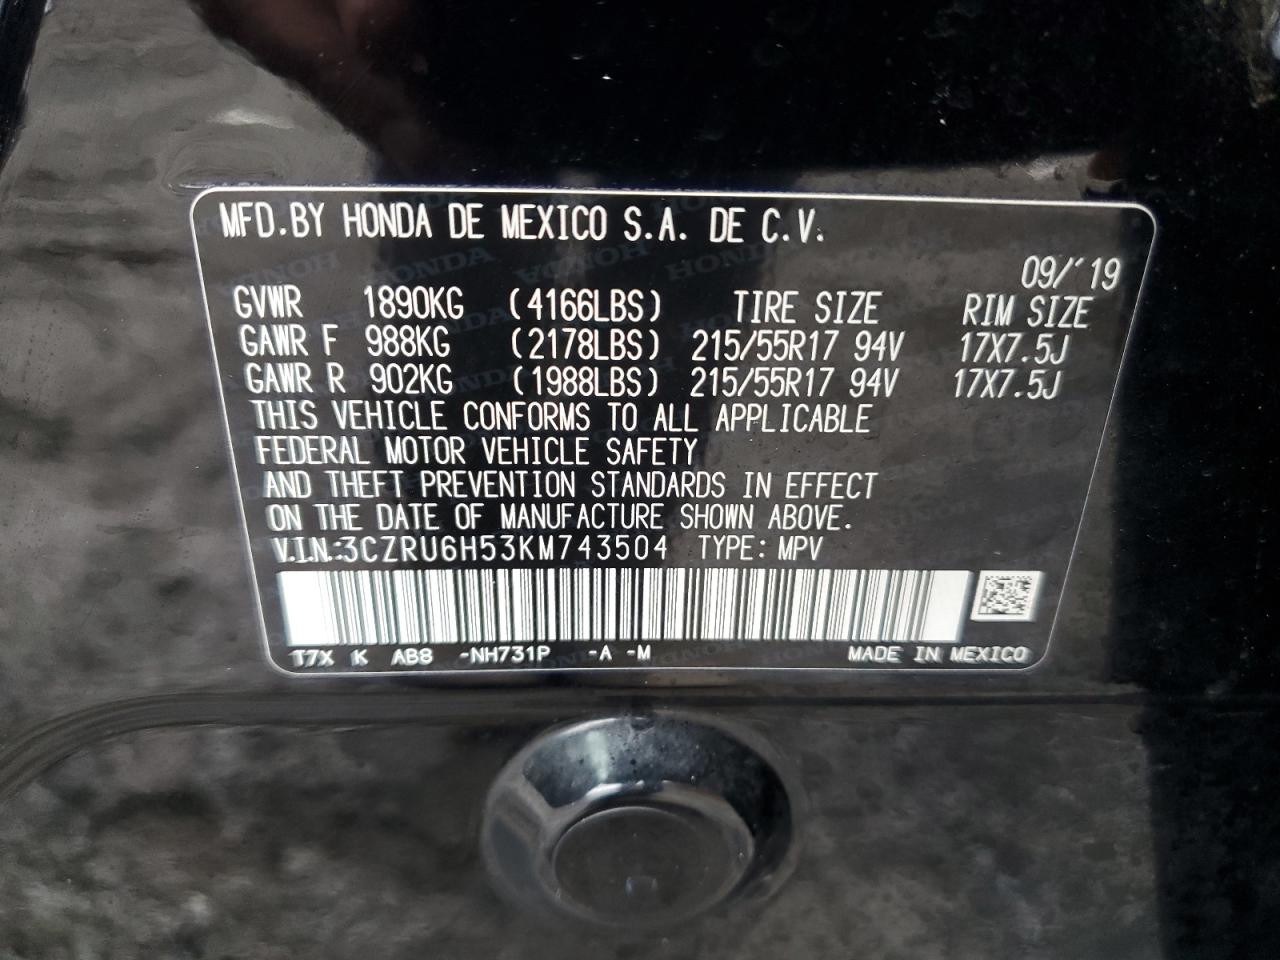 MFD.BY HONDA DE MEXICO S.A. DE C.V.
09/'19
GVWR 1890KG (4166LBS) TIRE SIZE RIM SIZE
GAWR F 988KG (2178LBS) 215/55R17 94V 17X7.5J
GAWR R 902KG (1988LBS) 215/55R17 94V 17X7.5J
THIS VEHICLE CONFORMS TO ALL APPLICABLE
FEDERAL MOTOR VEHICLE SAFETY
AND THEFT PREVENTION STANDARDS IN EFFECT
ON THE DATE OF MANUFACTURE SHOWN ABOVE.
V.I.N.:3CZRU6H53KM743504 TYPE: MPV
T7X K AB8 -NH731P -A -M MADE IN MEXICO